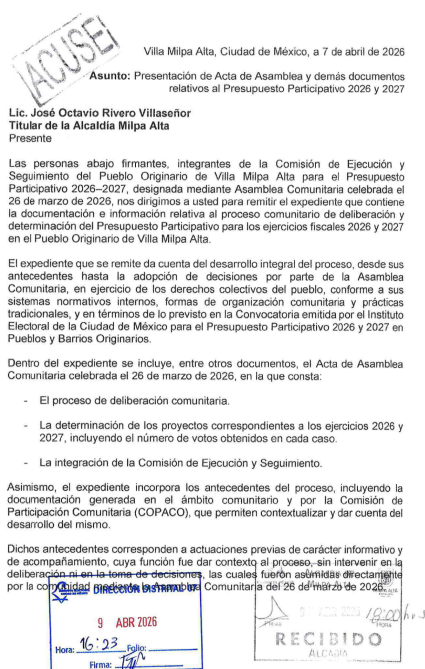 ACUSE
Villa Milpa Alta, Ciudad de México, a 7 de abril de 2026
Asunto: Presentación de Acta de Asamblea y demás documentos
relativos al Presupuesto Participativo 2026 y 2027
Lic. José Octavio Rivero Villaseñor
Titular de la Alcaldía Milpa Alta
Presente
Las personas abajo firmantes, integrantes de la Comisión de Ejecución y
Seguimiento del Pueblo Originario de Villa Milpa Alta para el Presupuesto
Participativo 2026–2027, designada mediante Asamblea Comunitaria celebrada el
26 de marzo de 2026, nos dirigimos a usted para remitir el expediente que contiene
la documentación e información relativa al proceso comunitario de deliberación y
determinación del Presupuesto Participativo para los ejercicios fiscales 2026 y 2027
en el Pueblo Originario de Villa Milpa Alta.
El expediente que se remite da cuenta del desarrollo integral del proceso, desde sus
antecedentes hasta la adopción de decisiones por parte de la Asamblea
Comunitaria, en ejercicio de los derechos colectivos del pueblo, conforme a sus
sistemas normativos internos, formas de organización comunitaria y prácticas
tradicionales, y en términos de lo previsto en la Convocatoria emitida por el Instituto
Electoral de la Ciudad de México para el Presupuesto Participativo 2026 y 2027 en
Pueblos y Barrios Originarios.
Dentro del expediente se incluye, entre otros documentos, el Acta de Asamblea
Comunitaria celebrada el 26 de marzo de 2026, en la que consta:
- El proceso de deliberación comunitaria.
- La determinación de los proyectos correspondientes a los ejercicios 2026 y
2027, incluyendo el número de votos obtenidos en cada caso.
- La integración de la Comisión de Ejecución y Seguimiento.
Asimismo, el expediente incorpora los antecedentes del proceso, incluyendo la
documentación generada en el ámbito comunitario y por la Comisión de
Participación Comunitaria (COPACO), que permiten contextualizar y dar cuenta del
desarrollo del mismo.
Dichos antecedentes corresponden a actuaciones previas de carácter informativo y
de acompañamiento, cuya función fue dar contexto al proceso, sin intervenir en la
deliberación ni en la toma de decisiones, las cuales fueron asumidas directamente
por la comunidad mediante la Asamblea Comunitaria del 26 de marzo de 2026.
DIRECCIÓN DISTRITAL 07
9 ABR 2026
Hora: 16:23 Folio:
Firma:
18:00 hrs
HORA
RECIBIDO
ALCALDIA